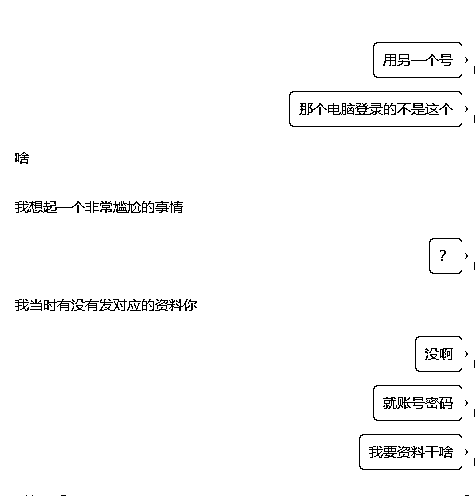 用另一个号
那个电脑登录的不是这个
啥
我想起一个非常尴尬的事情
？
我当时有没有发对应的资料你
没啊
就账号密码
我要资料干啥